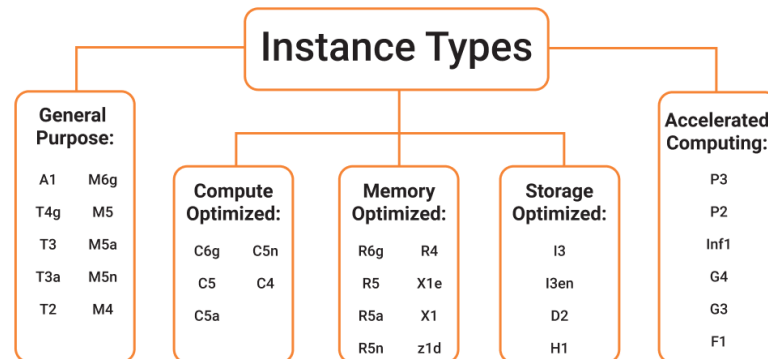 Instance Types
General
Purpose:
A1 M6g
T4g M5
T3 M5a
T3a M5n
T2 M4
Compute
Optimized:
C6g C5n
C5 C4
C5a
Memory
Optimized:
R6g R4
R5 X1e
R5a X1
R5n z1d
Storage
Optimized:
I3
I3en
D2
H1
Accelerated
Computing:
P3
P2
Inf1
G4
G3
F1